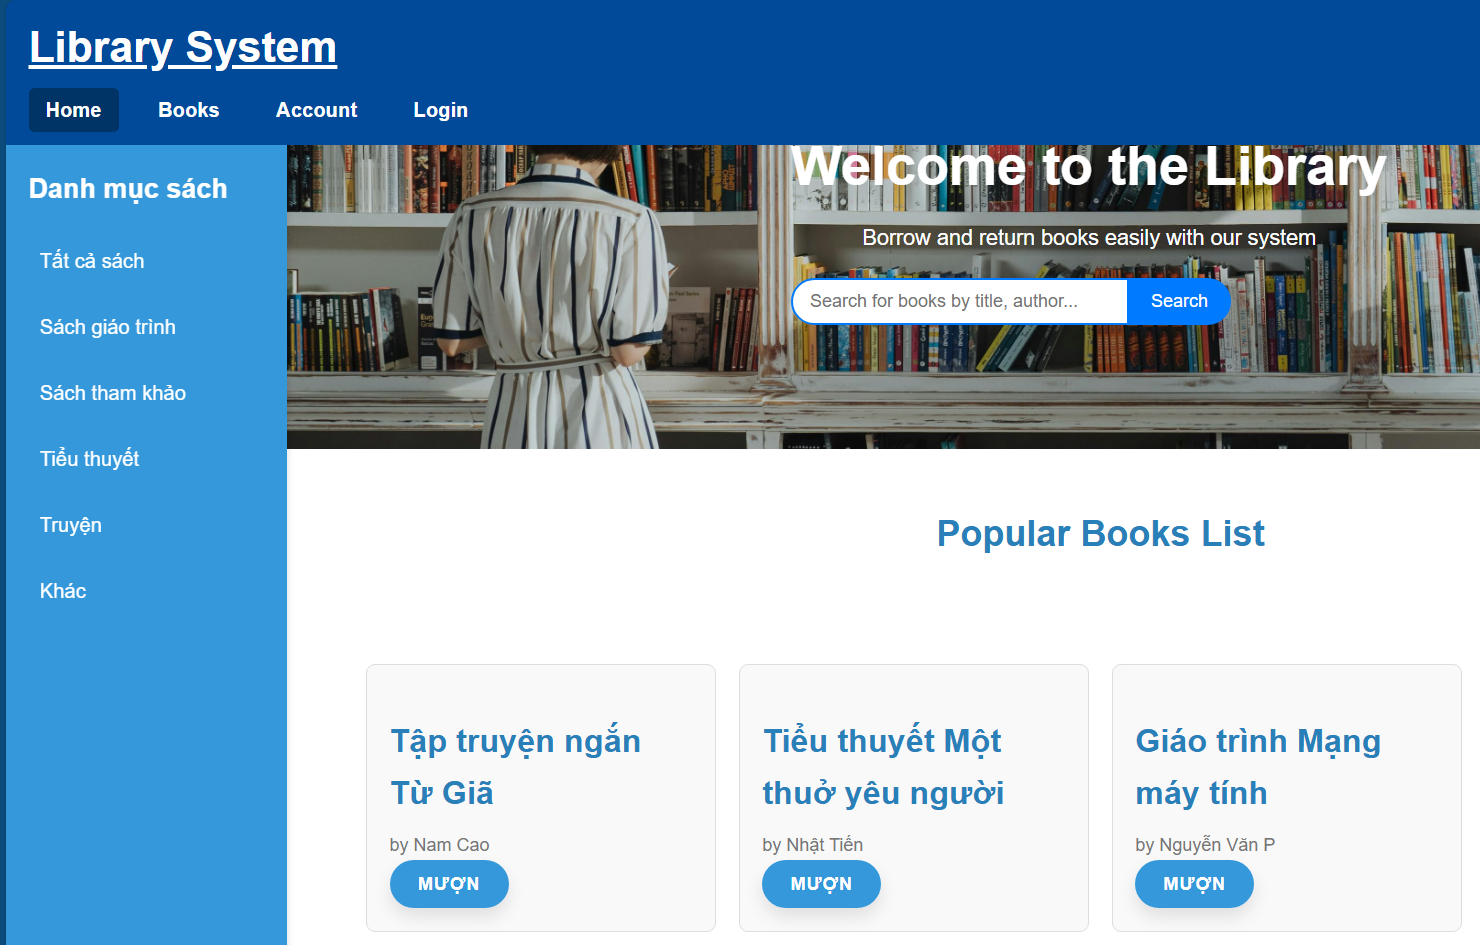 Library System
Home Books Account Login
Danh mục sách
Tất cả sách
Sách giáo trình
Sách tham khảo
Tiểu thuyết
Truyện
Khác
Welcome to the Library
Borrow and return books easily with our system
Search for books by title, author... Search
Popular Books List
Tập truyện ngắn
Từ Giã
by Nam Cao
MƯỢN
Tiểu thuyết Một
thuở yêu người
by Nhật Tiến
MƯỢN
Giáo trình Mạng
máy tính
by Nguyễn Văn P
MƯỢN